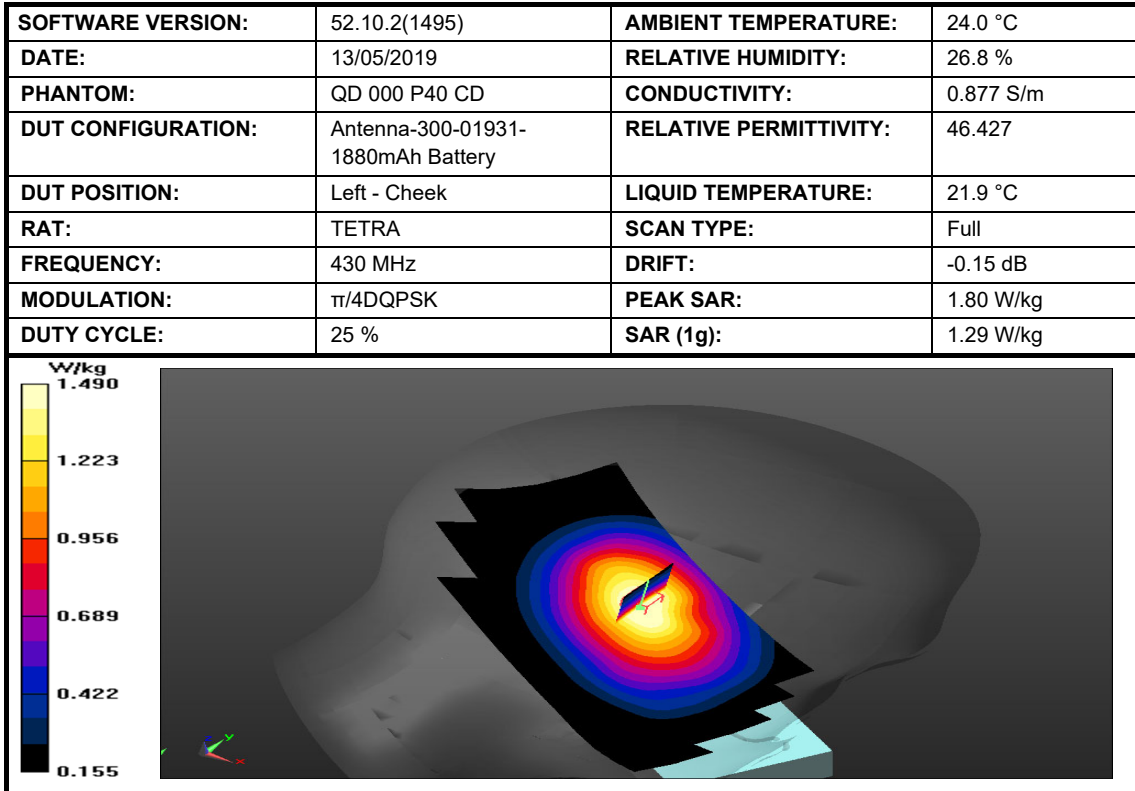 SOFTWARE VERSION: 52.10.2(1495) AMBIENT TEMPERATURE: 24.0 °C
DATE: 13/05/2019 RELATIVE HUMIDITY: 26.8 %
PHANTOM: QD 000 P40 CD CONDUCTIVITY: 0.877 S/m
DUT CONFIGURATION: Antenna-300-01931- RELATIVE PERMITTIVITY: 46.427
1880mAh Battery
DUT POSITION: Left - Cheek LIQUID TEMPERATURE: 21.9 °C
RAT: TETRA SCAN TYPE: Full
FREQUENCY: 430 MHz DRIFT: -0.15 dB
MODULATION: π/4DQPSK PEAK SAR: 1.80 W/kg
DUTY CYCLE: 25 % SAR (1g): 1.29 W/kg
W/kg
1.490
1.223
0.956
0.689
0.422
0.155
z y
x